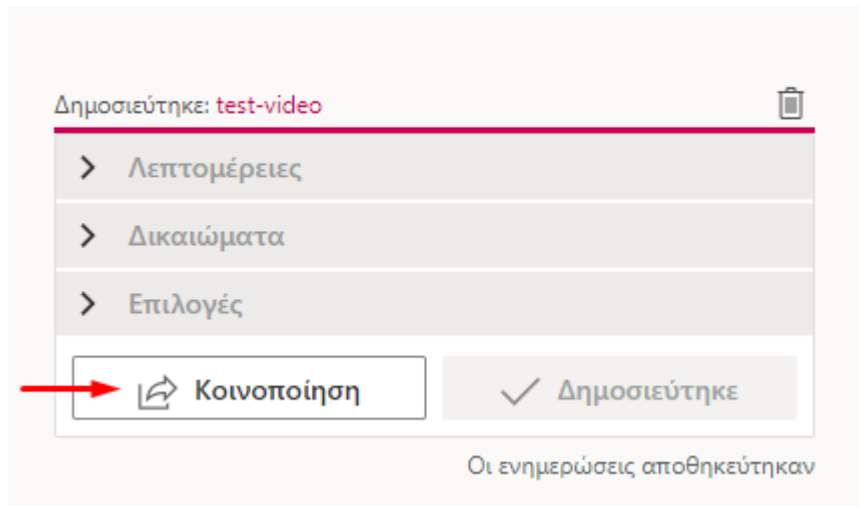 Δημοσιεύτηκε: test-video
Λεπτομέρειες
Δικαιώματα
Επιλογές
Κοινοποίηση
Δημοσιεύτηκε
Οι ενημερώσεις αποθηκεύτηκαν